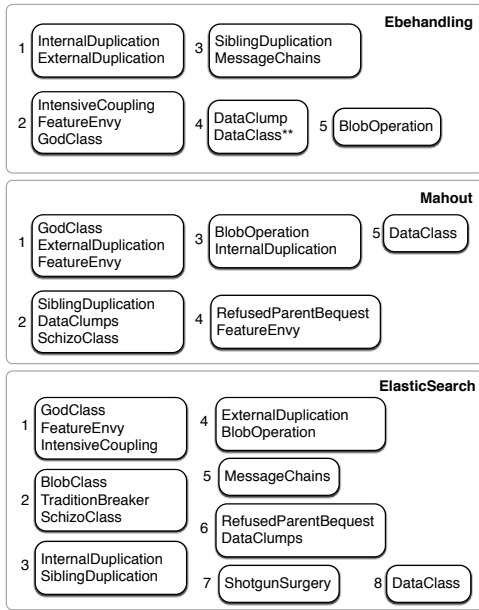 Ebehandling
1
InternalDuplication
ExternalDuplication
2
IntensiveCoupling
FeatureEnvy
GodClass
3
SiblingDuplication
MessageChains
4
DataClump
DataClass**
5
BlobOperation
Mahout
1
GodClass
ExternalDuplication
FeatureEnvy
2
SiblingDuplication
DataClumps
SchizoClass
3
BlobOperation
InternalDuplication
4
RefusedParentBequest
FeatureEnvy
5
DataClass
ElasticSearch
1
GodClass
FeatureEnvy
IntensiveCoupling
2
BlobClass
TraditionBreaker
SchizoClass
3
InternalDuplication
SiblingDuplication
4
ExternalDuplication
BlobOperation
5
MessageChains
6
RefusedParentBequest
DataClumps
7
ShotgunSurgery
8
DataClass